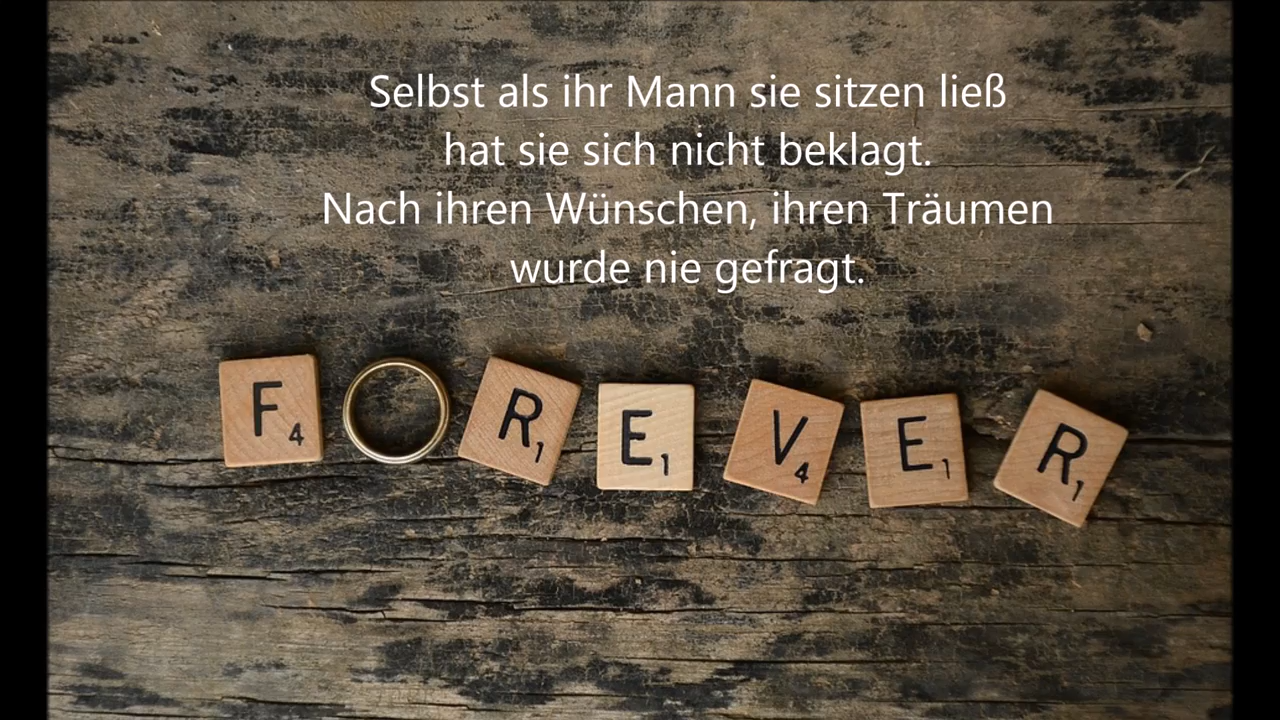 Selbst als ihr Mann sie sitzen ließ
hat sie sich nicht beklagt.
Nach ihren Wünschen, ihren Träumen
wurde nie gefragt.
F4 R1 E1 V4 E1 R1